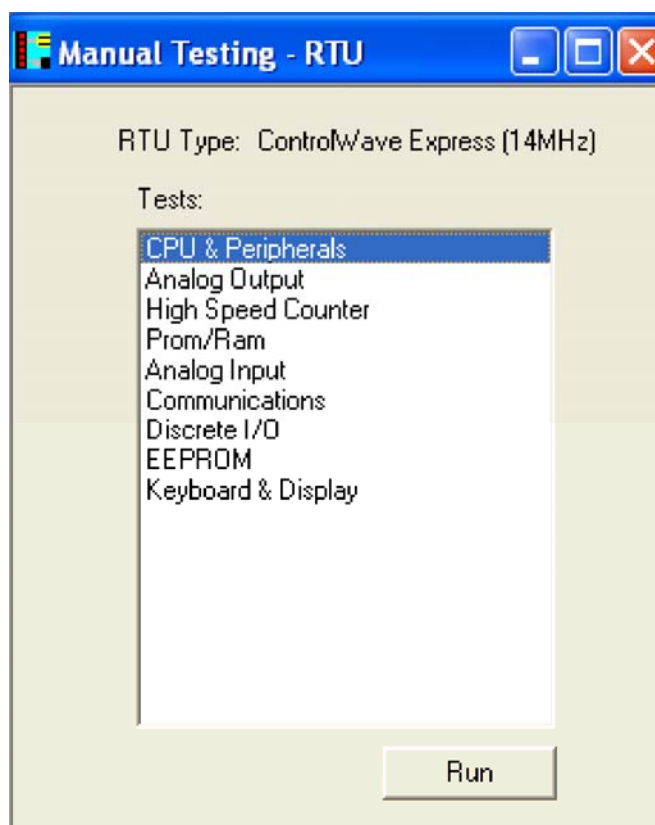 Manual Testing - RTU
RTU Type: ControlWave Express (14MHz)
Tests:
CPU & Peripherals
Analog Output
High Speed Counter
Prom/Ram
Analog Input
Communications
Discrete I/O
EEPROM
Keyboard & Display
Run